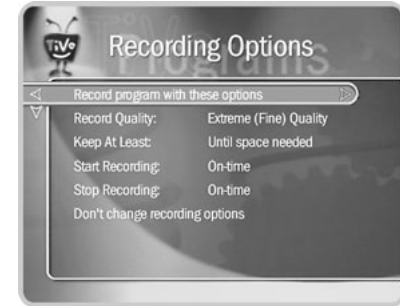 TiVo
Recording Options
Record program with these options
Record Quality: Extreme (Fine) Quality
Keep At Least: Until space needed
Start Recording: On-time
Stop Recording: On-time
Don't change recording options